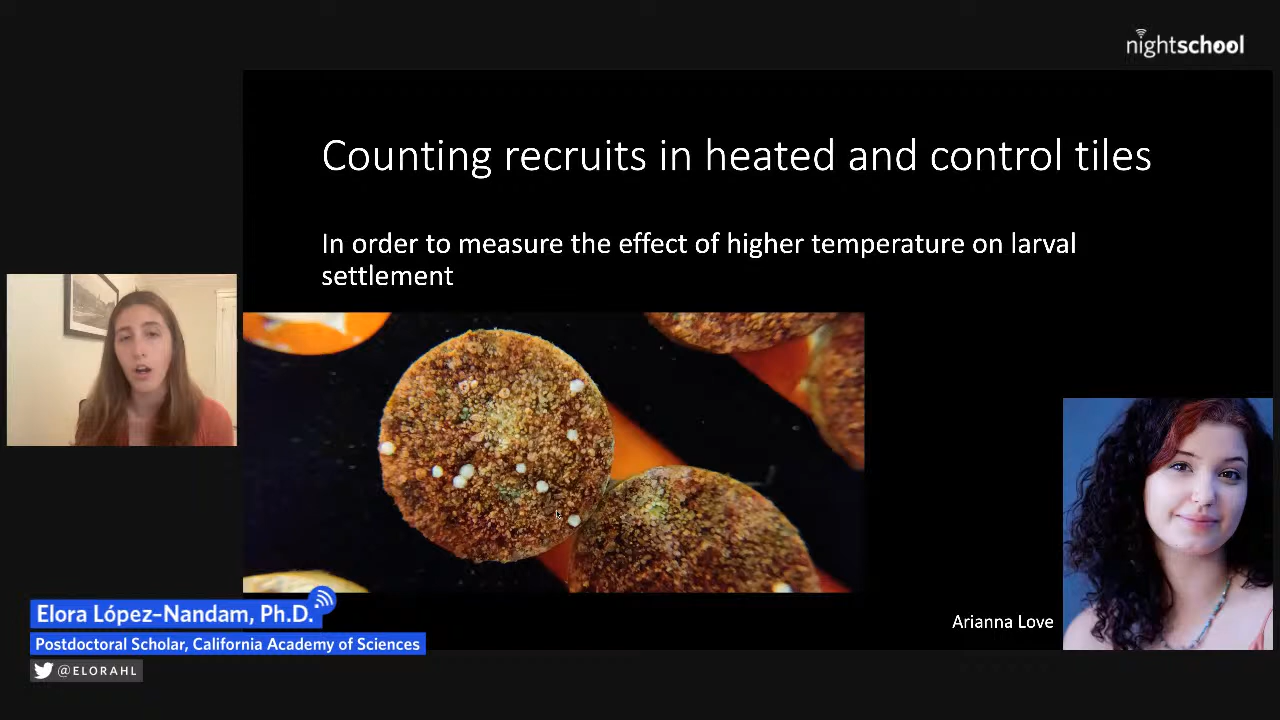 nightschool
Counting recruits in heated and control tiles
In order to measure the effect of higher temperature on larval
settlement
Arianna Love
Elora López-Nandam, Ph.D.
Postdoctoral Scholar, California Academy of Sciences
@ELORAHL